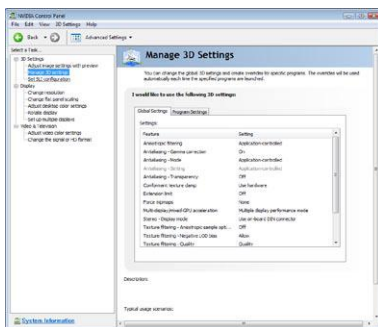 NVIDIA Control Panel
File Edit View 3D Settings Help
Back
Advanced Settings
Select a Task...
3D Settings
Adjust image settings with preview
Manage 3D settings
Set SLI configuration
Display
Change resolution
Change flat panel scaling
Adjust desktop color settings
Rotate display
Set up multiple displays
Video & Television
Adjust video color settings
Change the signal or HD format
System Information
Manage 3D Settings
You can change the global 3D settings and create overrides for specific programs. The overrides will be used
automatically each time the specified programs are launched.
I would like to use the following 3D settings:
Global Settings Program Settings
Settings:
Feature Setting
Anisotropic filtering Application-controlled
Antialiasing - Gamma correction On
Antialiasing - Mode Application-controlled
Antialiasing - Setting Application-controlled
Antialiasing - Transparency Off
Conformant texture clamp Use hardware
Extension limit Off
Force mipmaps None
Multi-display/mixed-GPU acceleration Multiple display performance mode
Stereo - Display mode Use on-board DIN connector
Texture filtering - Anisotropic sample opti... Off
Texture filtering - Negative LOD bias Allow
Texture filtering - Quality Quality
Description:
Typical usage scenarios: